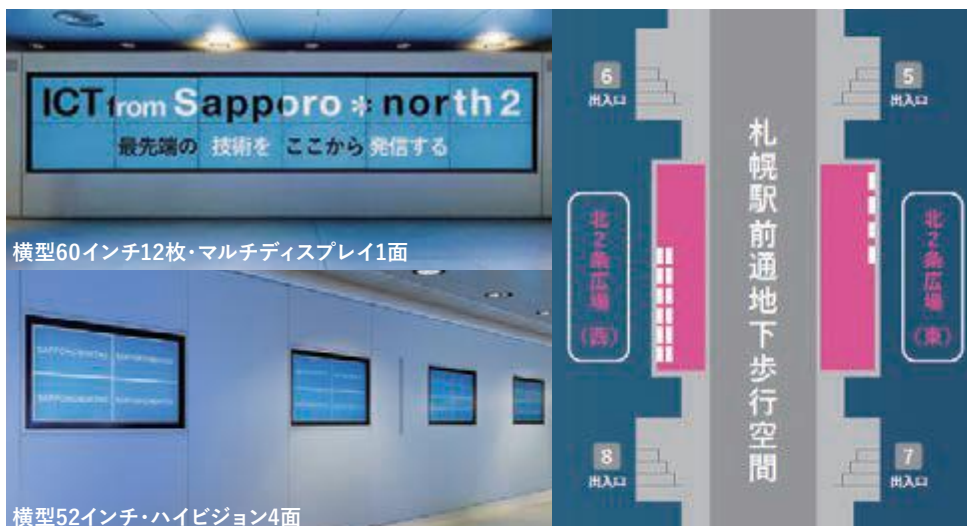 ICT from Sapporo * north 2
最先端の 技術を ここから 発信する
横型60インチ12枚・マルチディスプレイ1面
横型52インチ・ハイビジョン4面
6
出入口
5
出入口
北2条広場(西)
札幌駅前通地下歩行空間
北2条広場(東)
8
出入口
7
出入口